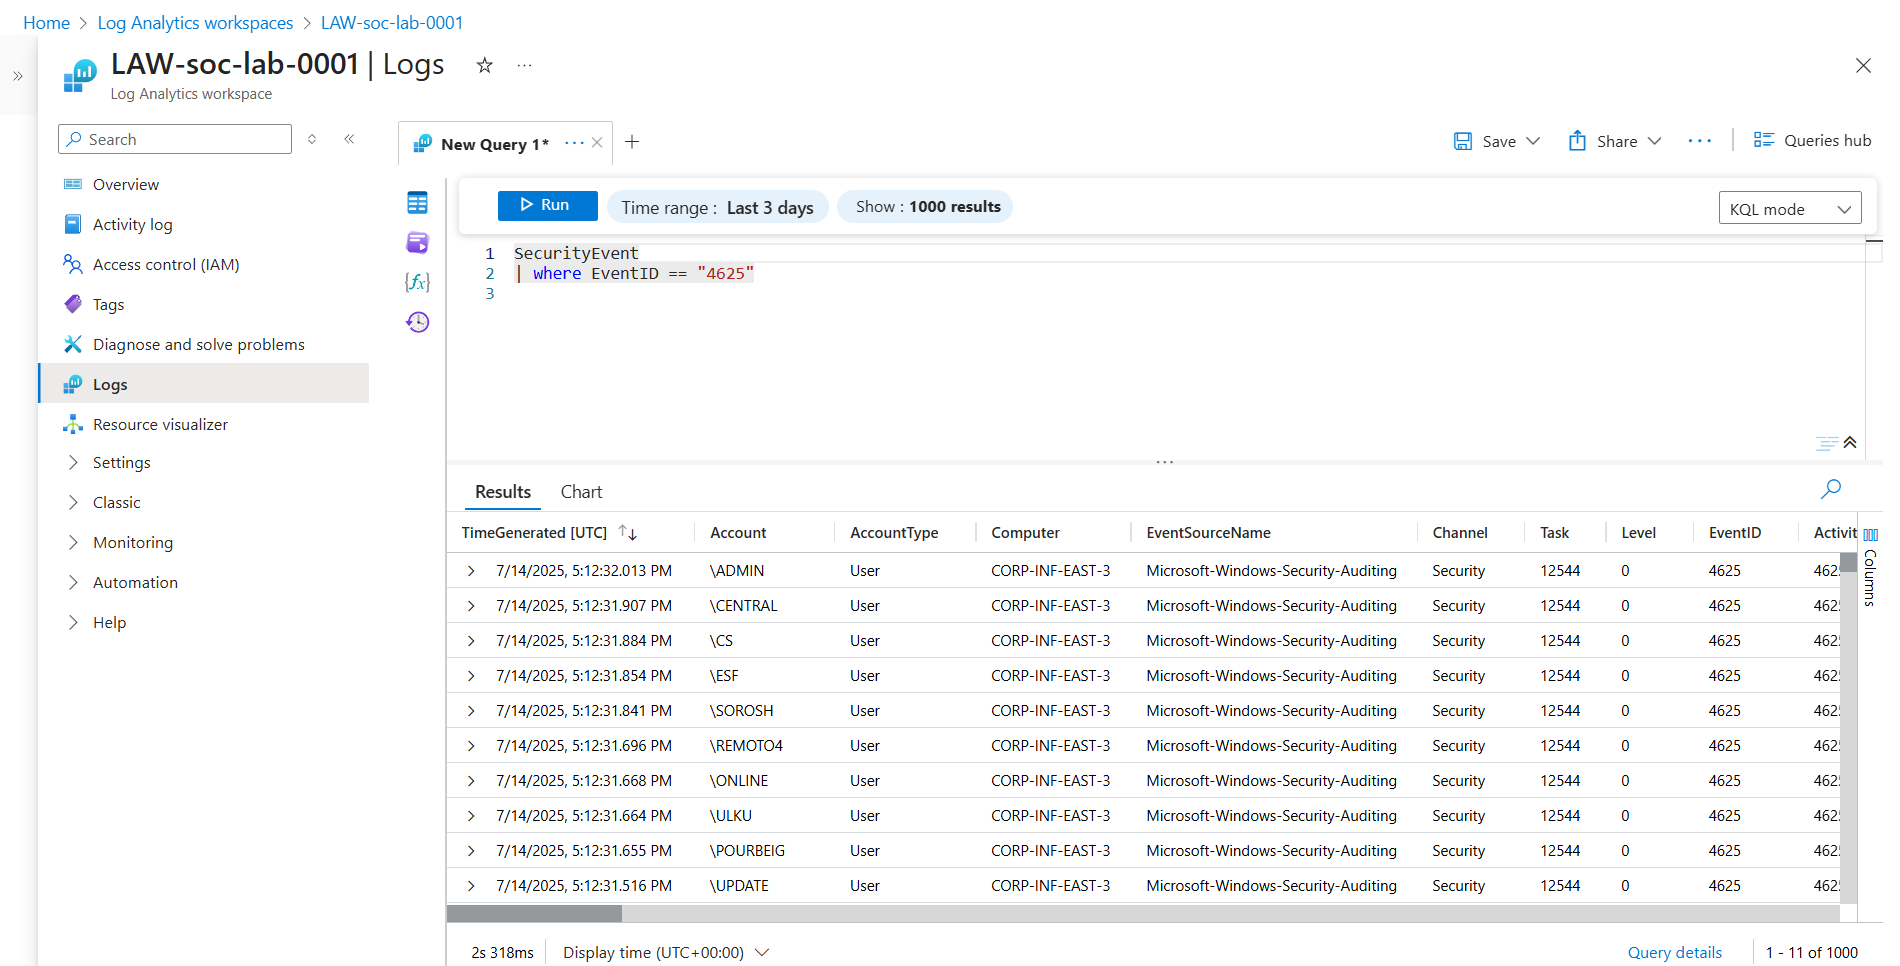 Home > Log Analytics workspaces > LAW-soc-lab-0001
LAW-soc-lab-0001 | Logs
Log Analytics workspace
Search
Overview
Activity log
Access control (IAM)
Tags
Diagnose and solve problems
Logs
Resource visualizer
Settings
Classic
Monitoring
Automation
Help
New Query 1*
Save
Share
Queries hub
Run
Time range : Last 3 days
Show : 1000 results
KQL mode
1 SecurityEvent
2 | where EventID == "4625"
3
Results Chart
TimeGenerated [UTC] Account AccountType Computer EventSourceName Channel Task Level EventID Activit
7/14/2025, 5:12:32.013 PM \ADMIN User CORP-INF-EAST-3 Microsoft-Windows-Security-Auditing Security 12544 0 4625 462
7/14/2025, 5:12:31.907 PM \CENTRAL User CORP-INF-EAST-3 Microsoft-Windows-Security-Auditing Security 12544 0 4625 462
7/14/2025, 5:12:31.884 PM \CS User CORP-INF-EAST-3 Microsoft-Windows-Security-Auditing Security 12544 0 4625 462
7/14/2025, 5:12:31.854 PM \ESF User CORP-INF-EAST-3 Microsoft-Windows-Security-Auditing Security 12544 0 4625 462
7/14/2025, 5:12:31.841 PM \SOROSH User CORP-INF-EAST-3 Microsoft-Windows-Security-Auditing Security 12544 0 4625 462
7/14/2025, 5:12:31.696 PM \REMOTO4 User CORP-INF-EAST-3 Microsoft-Windows-Security-Auditing Security 12544 0 4625 462
7/14/2025, 5:12:31.668 PM \ONLINE User CORP-INF-EAST-3 Microsoft-Windows-Security-Auditing Security 12544 0 4625 462
7/14/2025, 5:12:31.664 PM \ULKU User CORP-INF-EAST-3 Microsoft-Windows-Security-Auditing Security 12544 0 4625 462
7/14/2025, 5:12:31.655 PM \POURBEIG User CORP-INF-EAST-3 Microsoft-Windows-Security-Auditing Security 12544 0 4625 462
7/14/2025, 5:12:31.516 PM \UPDATE User CORP-INF-EAST-3 Microsoft-Windows-Security-Auditing Security 12544 0 4625 462
Columns
2s 318ms Display time (UTC+00:00) Query details 1 - 11 of 1000